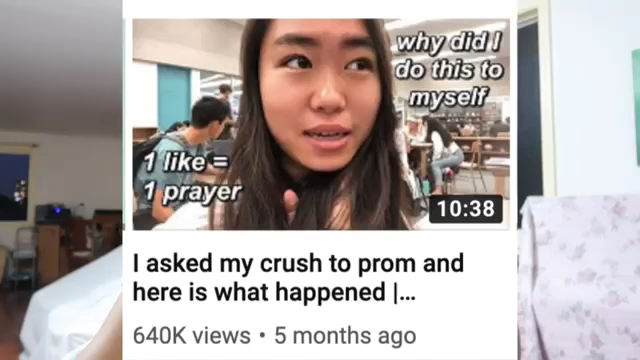 why did I
do this to
myself
1 like =
1 prayer
10:38
I asked my crush to prom and
here is what happened |...
640K views • 5 months ago